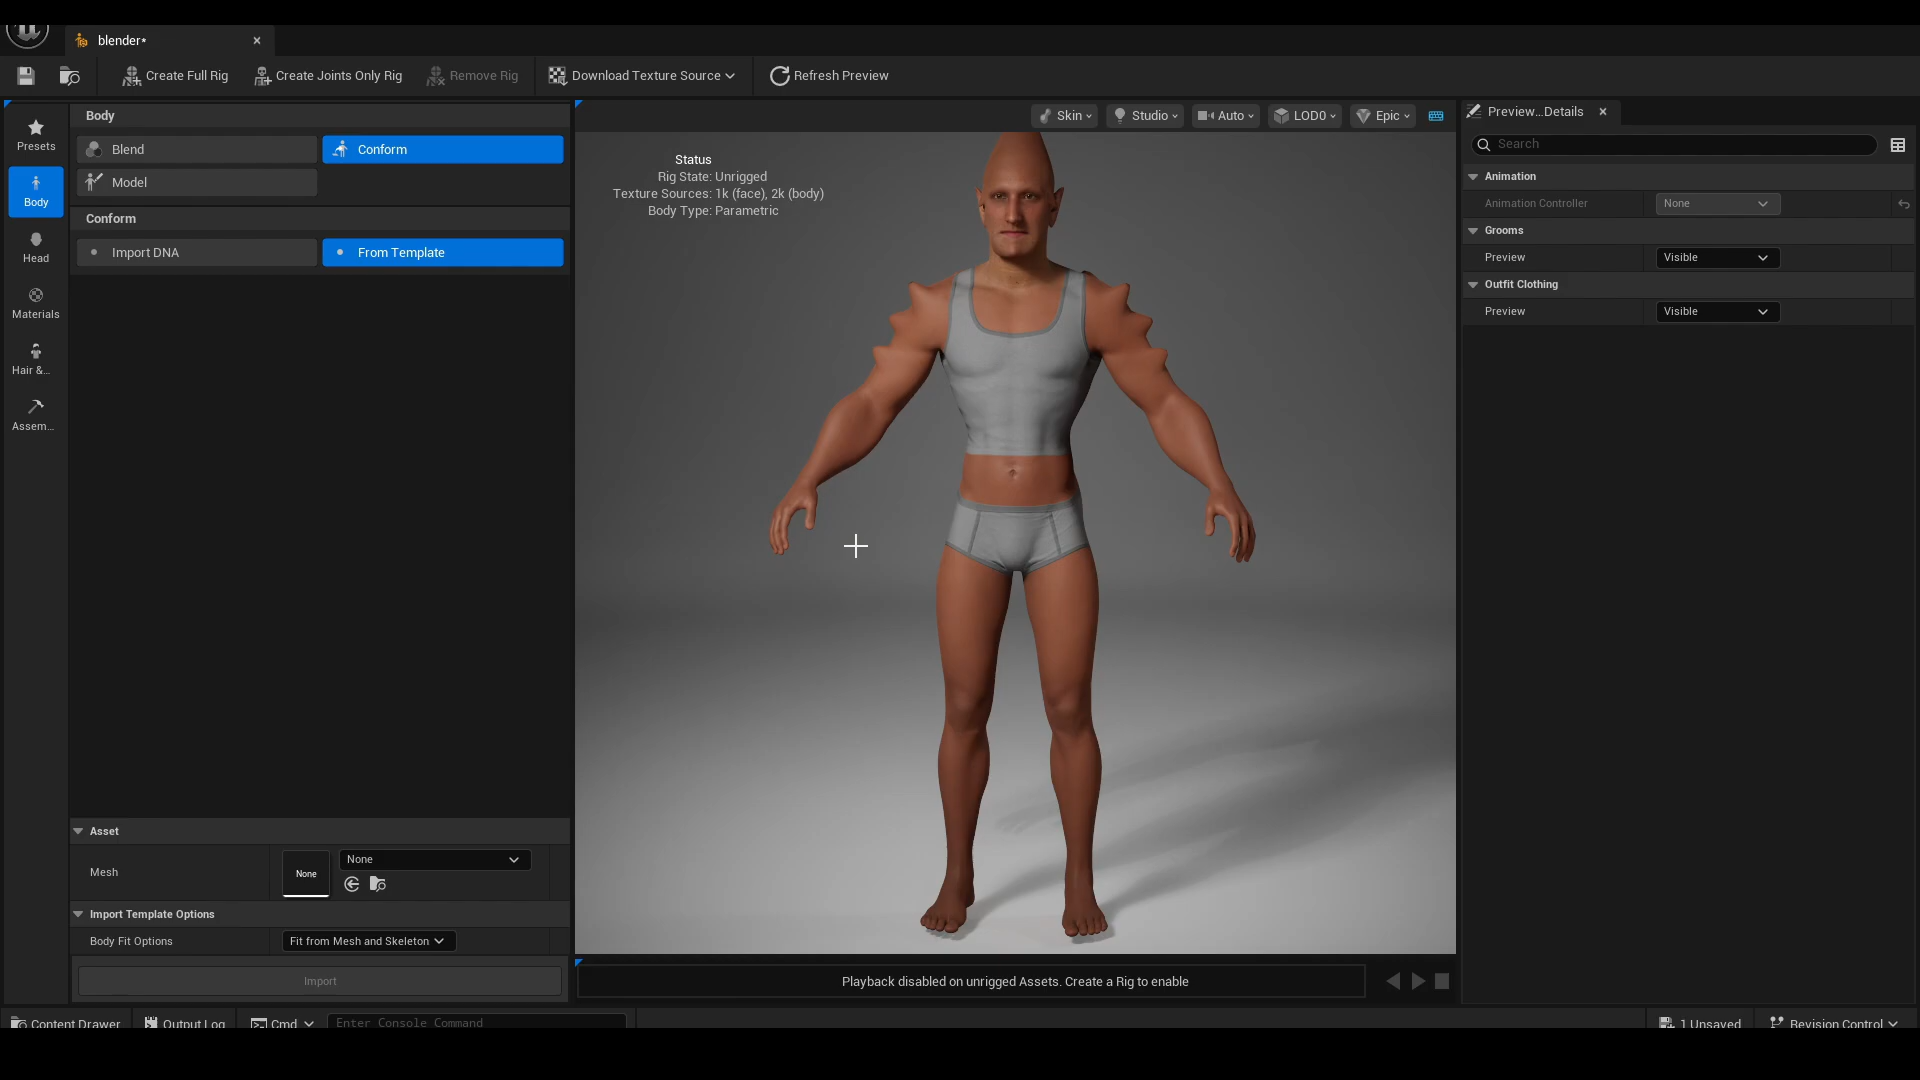 blender*
Create Full Rig
Create Joints Only Rig
Remove Rig
Download Texture Source
Refresh Preview
Presets
Body
Head
Materials
Hair &...
Assem...
Body
Blend
Conform
Model
Conform
Import DNA
From Template
Asset
Mesh
None
None
Import Template Options
Body Fit Options
Fit from Mesh and Skeleton
Import
Skin
Studio
Auto
LOD0
Epic
Status
Rig State: Unrigged
Texture Sources: 1k (face), 2k (body)
Body Type: Parametric
Playback disabled on unrigged Assets. Create a Rig to enable
Preview...Details
Search
Animation
Animation Controller
None
Grooms
Preview
Visible
Outfit Clothing
Preview
Visible
Content Drawer
Output Log
Cmd
Enter Console Command
1 Unsaved
Revision Control